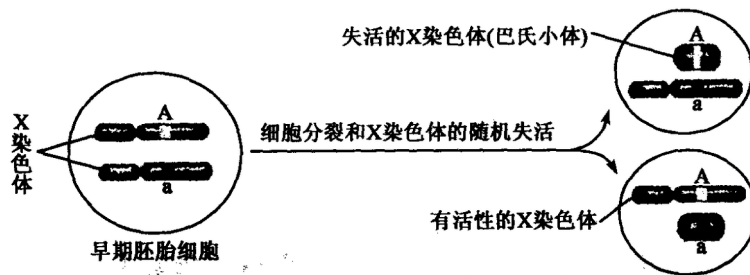 失活的X染色体(巴氏小体)
A
a
X染色体
A
a
细胞分裂和X染色体的随机失活
A
有活性的X染色体
a
早期胚胎细胞